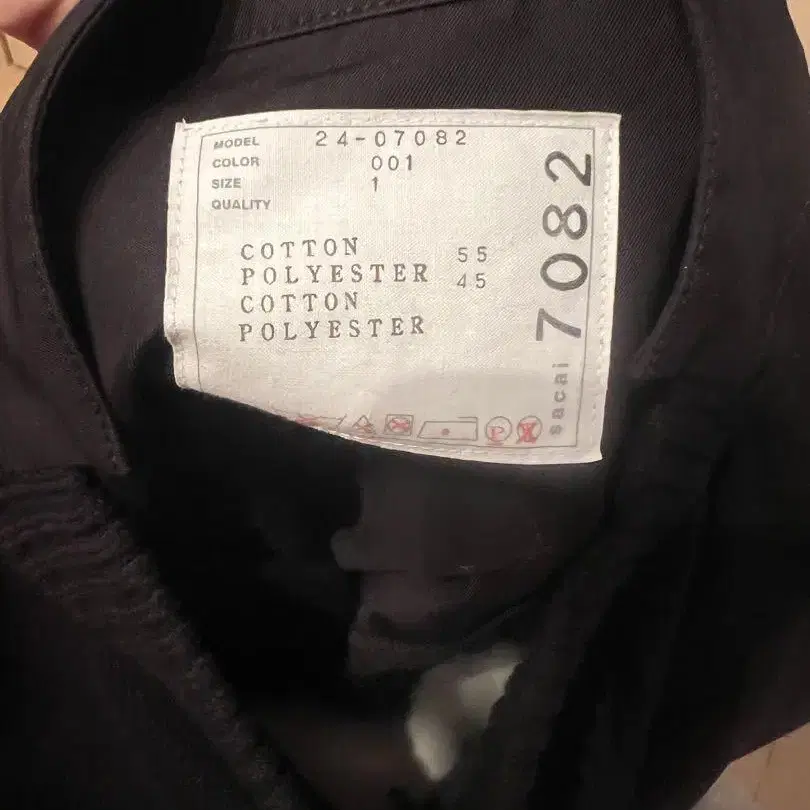 MODEL 24-07082
COLOR 001
SIZE 1
QUALITY
COTTON 55
POLYESTER 45
COTTON
POLYESTER
P
sacai 7082